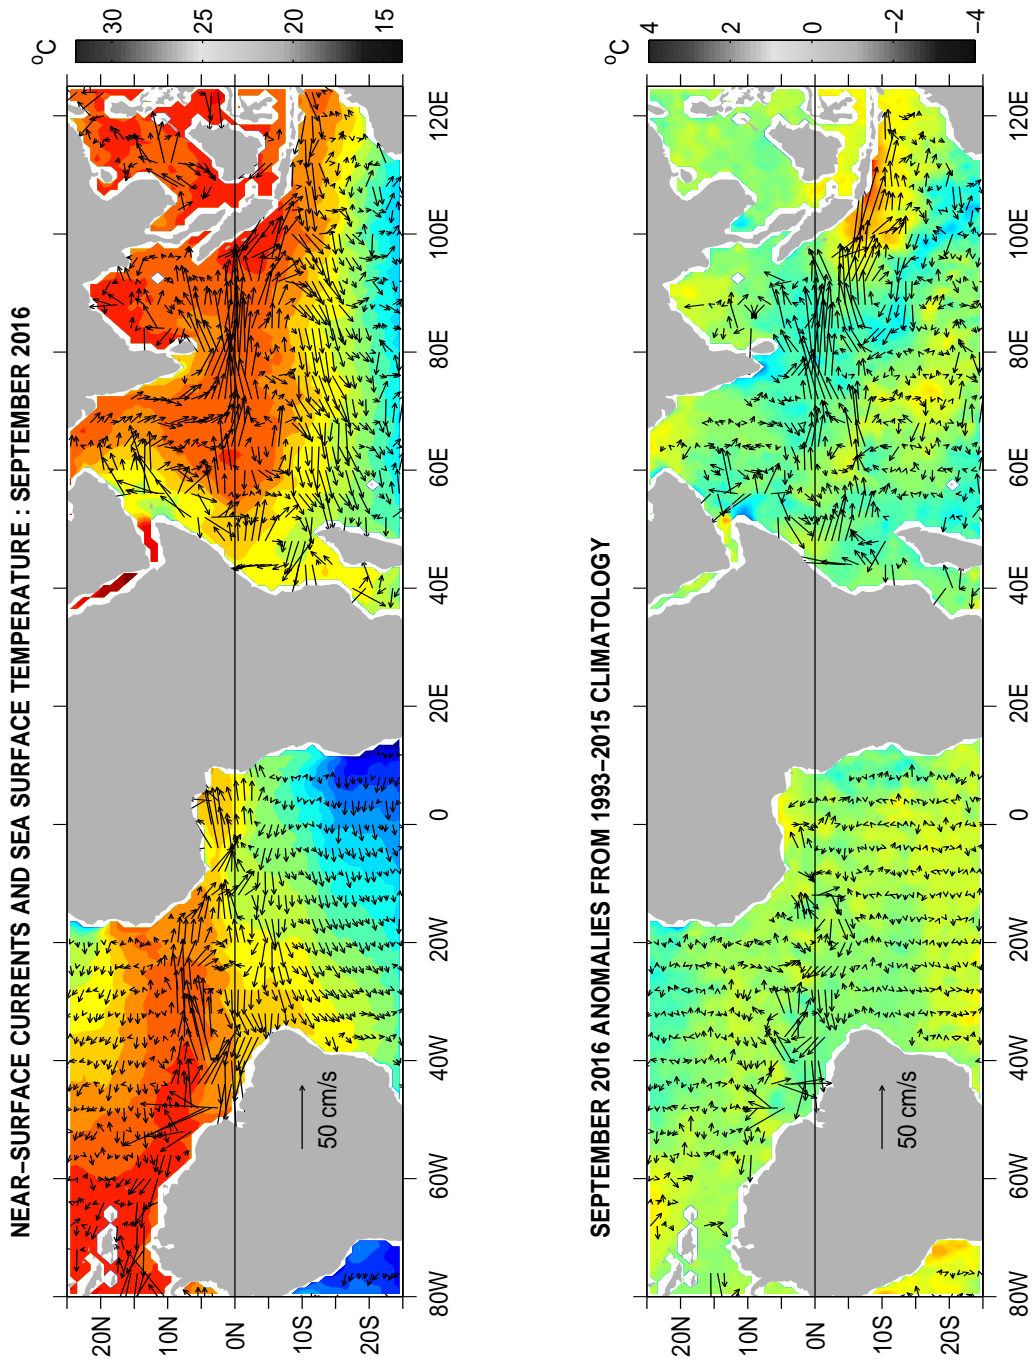 NEAR–SURFACE CURRENTS AND SEA SURFACE TEMPERATURE : SEPTEMBER 2016
20N
10N
0N
10S
20S
80W 60W 40W 20W 0 20E 40E 60E 80E 100E 120E
50 cm/s
°C
30
25
20
15
SEPTEMBER 2016 ANOMALIES FROM 1993–2015 CLIMATOLOGY
20N
10N
0N
10S
20S
80W 60W 40W 20W 0 20E 40E 60E 80E 100E 120E
50 cm/s
°C
4
2
0
−2
−4